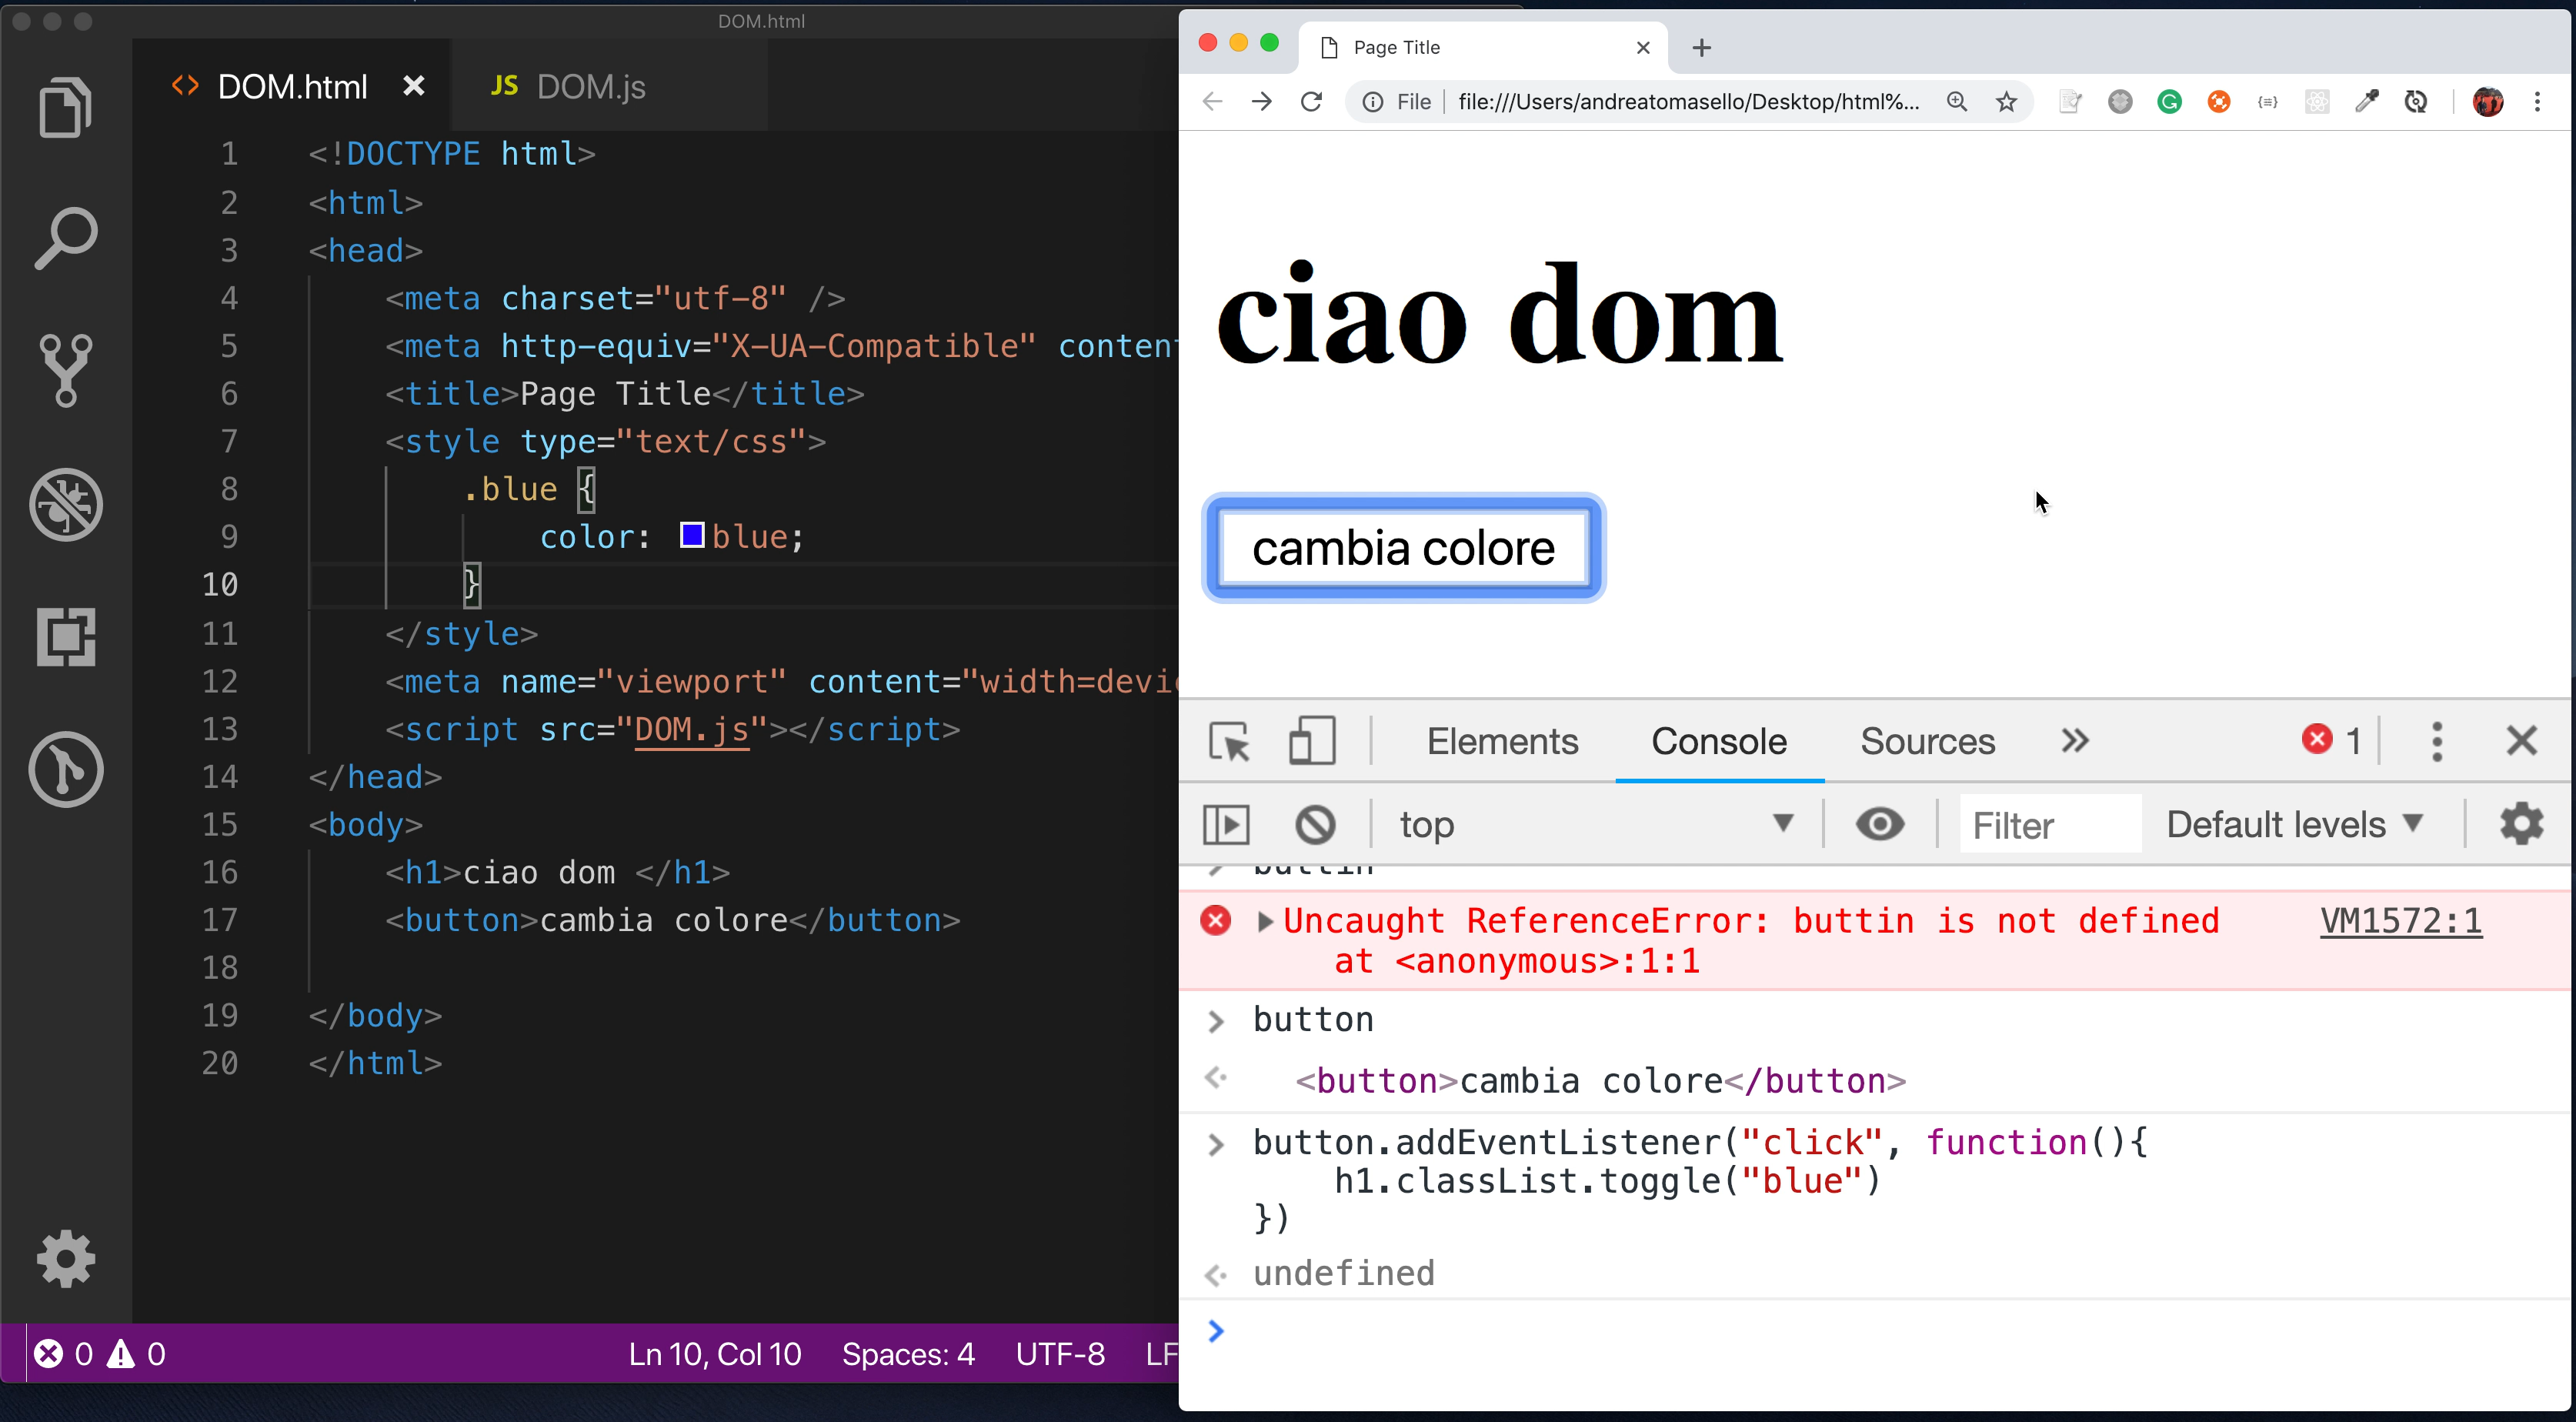 DOM.html
DOM.html
JS DOM.js
1 <!DOCTYPE html>
2 <html>
3 <head>
4 <meta charset="utf-8" />
5 <meta http-equiv="X-UA-Compatible" conten
6 <title>Page Title</title>
7 <style type="text/css">
8 .blue {
9 color: blue;
10 }
11 </style>
12 <meta name="viewport" content="width=devi
13 <script src="DOM.js"></script>
14 </head>
15 <body>
16 <h1>ciao dom </h1>
17 <button>cambia colore</button>
18
19 </body>
20 </html>
0 0 Ln 10, Col 10 Spaces: 4 UTF-8 LF
Page Title
File file:///Users/andreatomasello/Desktop/html%...
ciao dom
cambia colore
Elements Console Sources 1
top Filter Default levels
buttin
Uncaught ReferenceError: buttin is not defined VM1572:1
at <anonymous>:1:1
button
<button>cambia colore</button>
button.addEventListener("click", function(){
h1.classList.toggle("blue")
})
undefined